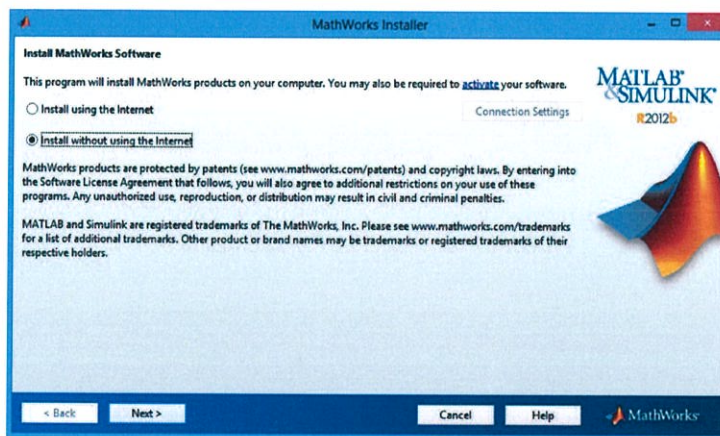 MathWorks Installer
Install MathWorks Software
This program will install MathWorks products on your computer. You may also be required to activate your software.
Install using the Internet
Connection Settings
Install without using the Internet
MathWorks products are protected by patents (see www.mathworks.com/patents) and copyright laws. By entering into
the Software License Agreement that follows, you will also agree to additional restrictions on your use of these
programs. Any unauthorized use, reproduction, or distribution may result in civil and criminal penalties.
MATLAB and Simulink are registered trademarks of The MathWorks, Inc. Please see www.mathworks.com/trademarks
for a list of additional trademarks. Other product or brand names may be trademarks or registered trademarks of their
respective holders.
MATLAB®
&SIMULINK®
R2012b
< Back
Next >
Cancel
Help
MathWorks®